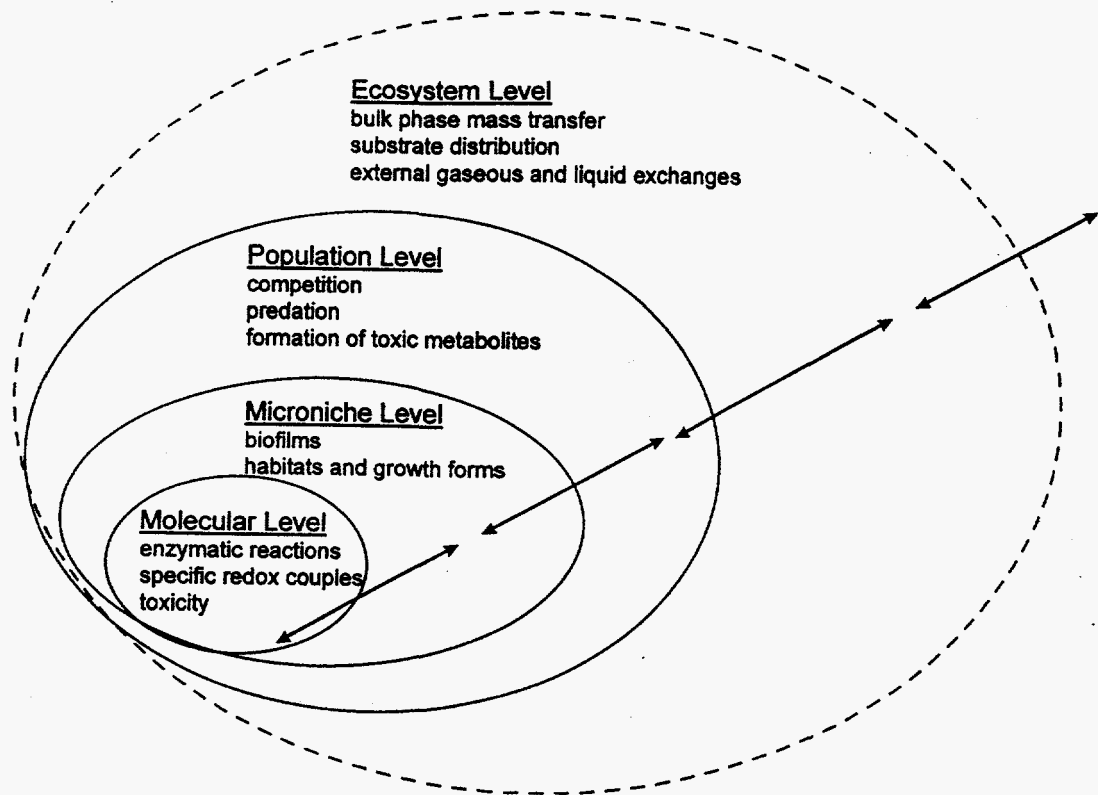 Ecosystem Level
bulk phase mass transfer
substrate distribution
external gaseous and liquid exchanges
Population Level
competition
predation
formation of toxic metabolites
Microniche Level
biofilms
habitats and growth forms
Molecular Level
enzymatic reactions
specific redox couples
toxicity